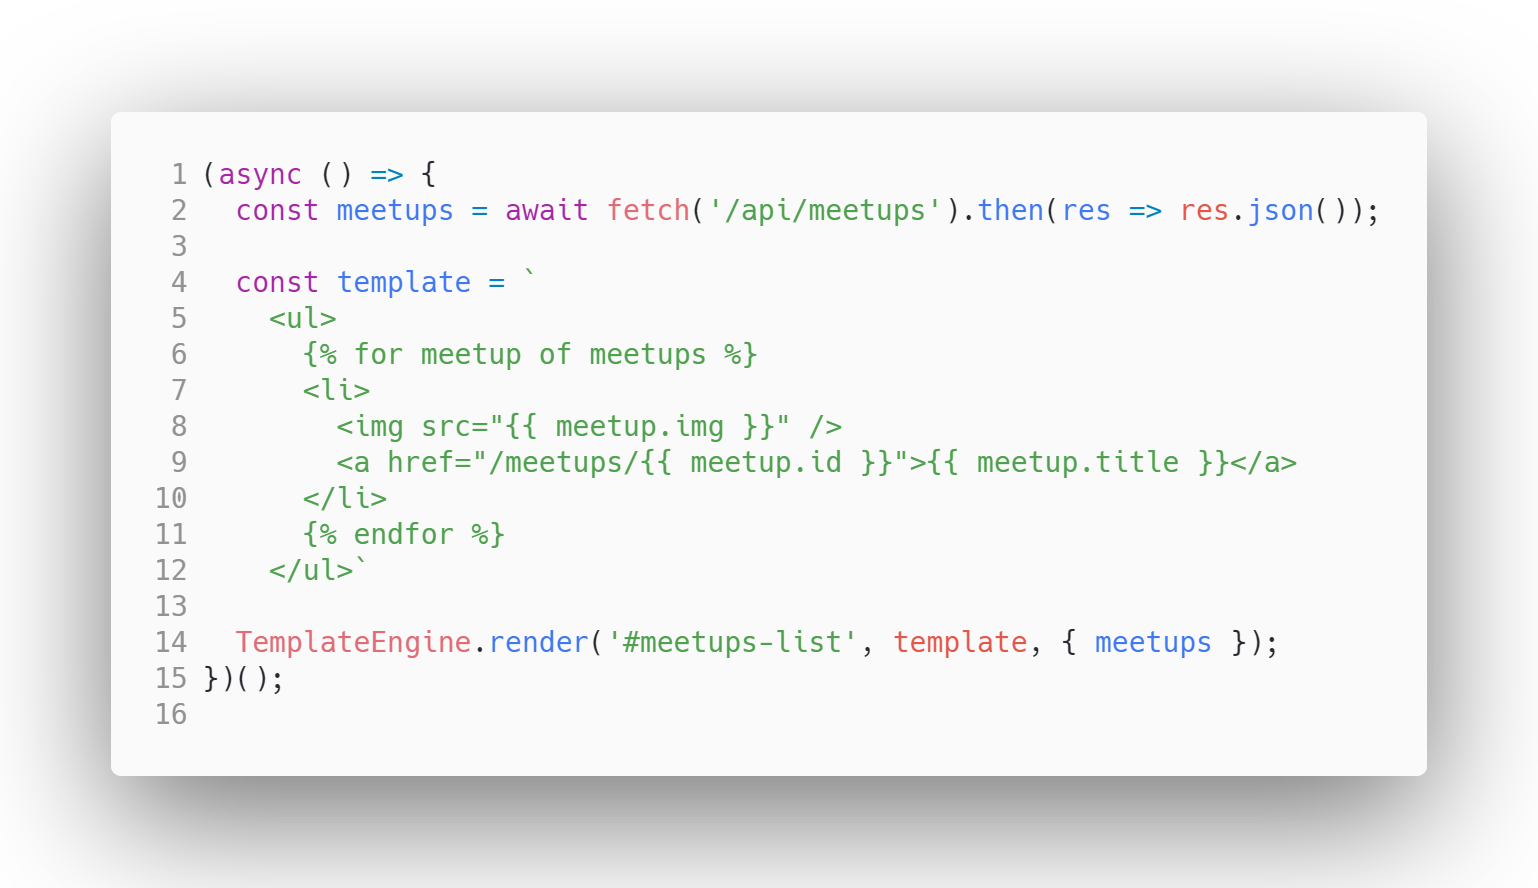 1 (async () => {
2   const meetups = await fetch('/api/meetups').then(res => res.json());
3
4   const template = `
5     <ul>
6       {% for meetup of meetups %}
7       <li>
8         <img src="{{ meetup.img }}" />
9         <a href="/meetups/{{ meetup.id }}">{{ meetup.title }}</a>
10       </li>
11       {% endfor %}
12     </ul>`
13
14   TemplateEngine.render('#meetups-list', template, { meetups });
15 })();
16